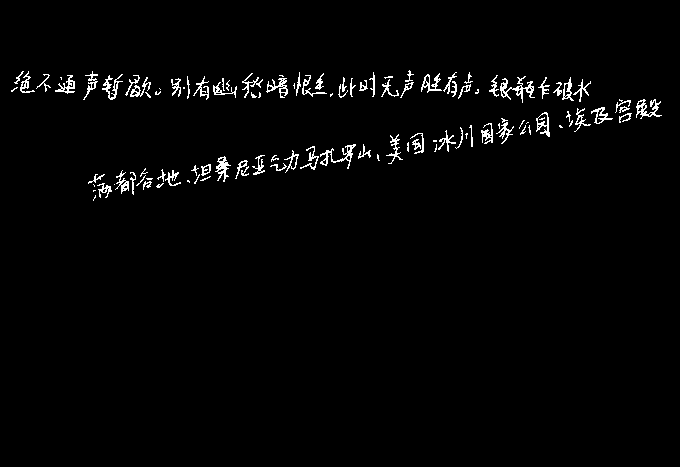 绝不通声暂歇。别有幽愁暗恨生，此时无声胜有声。银瓶乍破水
莎都各地、坦桑尼亚乞力马扎罗山、美国冰川国家公园、埃及宫殿